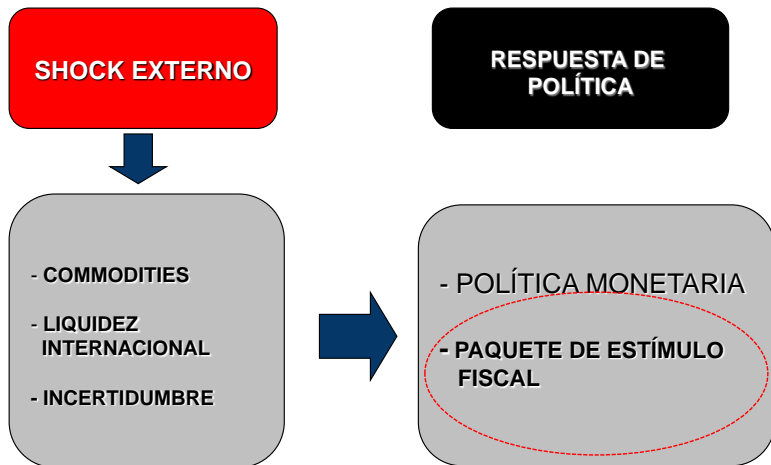 SHOCK EXTERNO
RESPUESTA DE
POLÍTICA
- COMMODITIES
- LIQUIDEZ
INTERNACIONAL
- INCERTIDUMBRE
- POLÍTICA MONETARIA
- PAQUETE DE ESTÍMULO
FISCAL